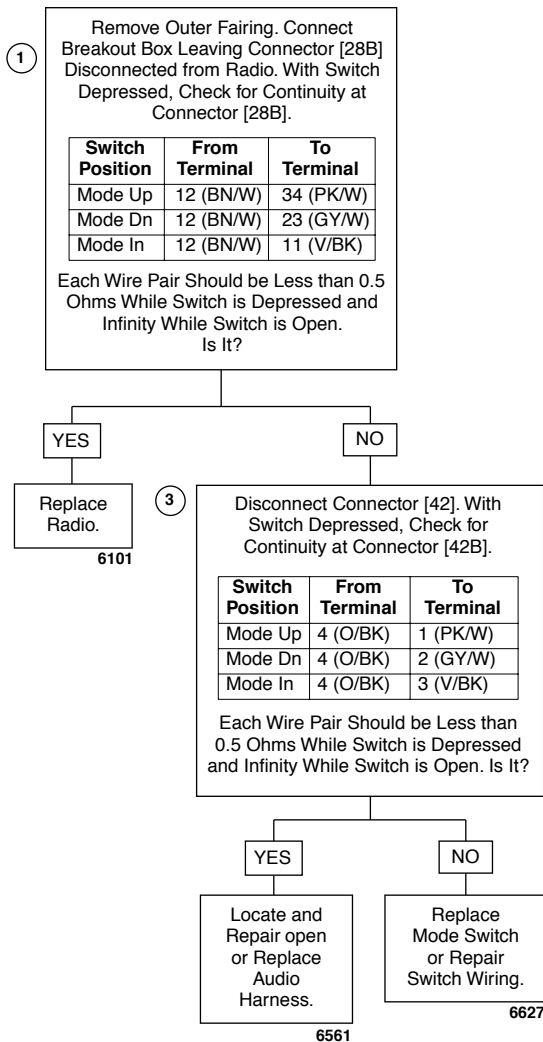 1
Remove Outer Fairing. Connect
Breakout Box Leaving Connector [28B]
Disconnected from Radio. With Switch
Depressed, Check for Continuity at
Connector [28B].
Switch Position From Terminal To Terminal
Mode Up 12 (BN/W) 34 (PK/W)
Mode Dn 12 (BN/W) 23 (GY/W)
Mode In 12 (BN/W) 11 (V/BK)
Each Wire Pair Should be Less than 0.5
Ohms While Switch is Depressed and
Infinity While Switch is Open.
Is It?
YES
NO
Replace
Radio.
6101
3
Disconnect Connector [42]. With
Switch Depressed, Check for
Continuity at Connector [42B].
Switch Position From Terminal To Terminal
Mode Up 4 (O/BK) 1 (PK/W)
Mode Dn 4 (O/BK) 2 (GY/W)
Mode In 4 (O/BK) 3 (V/BK)
Each Wire Pair Should be Less than
0.5 Ohms While Switch is Depressed
and Infinity While Switch is Open. Is It?
YES
NO
Locate and
Repair open
or Replace
Audio
Harness.
6561
Replace
Mode Switch
or Repair
Switch Wiring.
6627